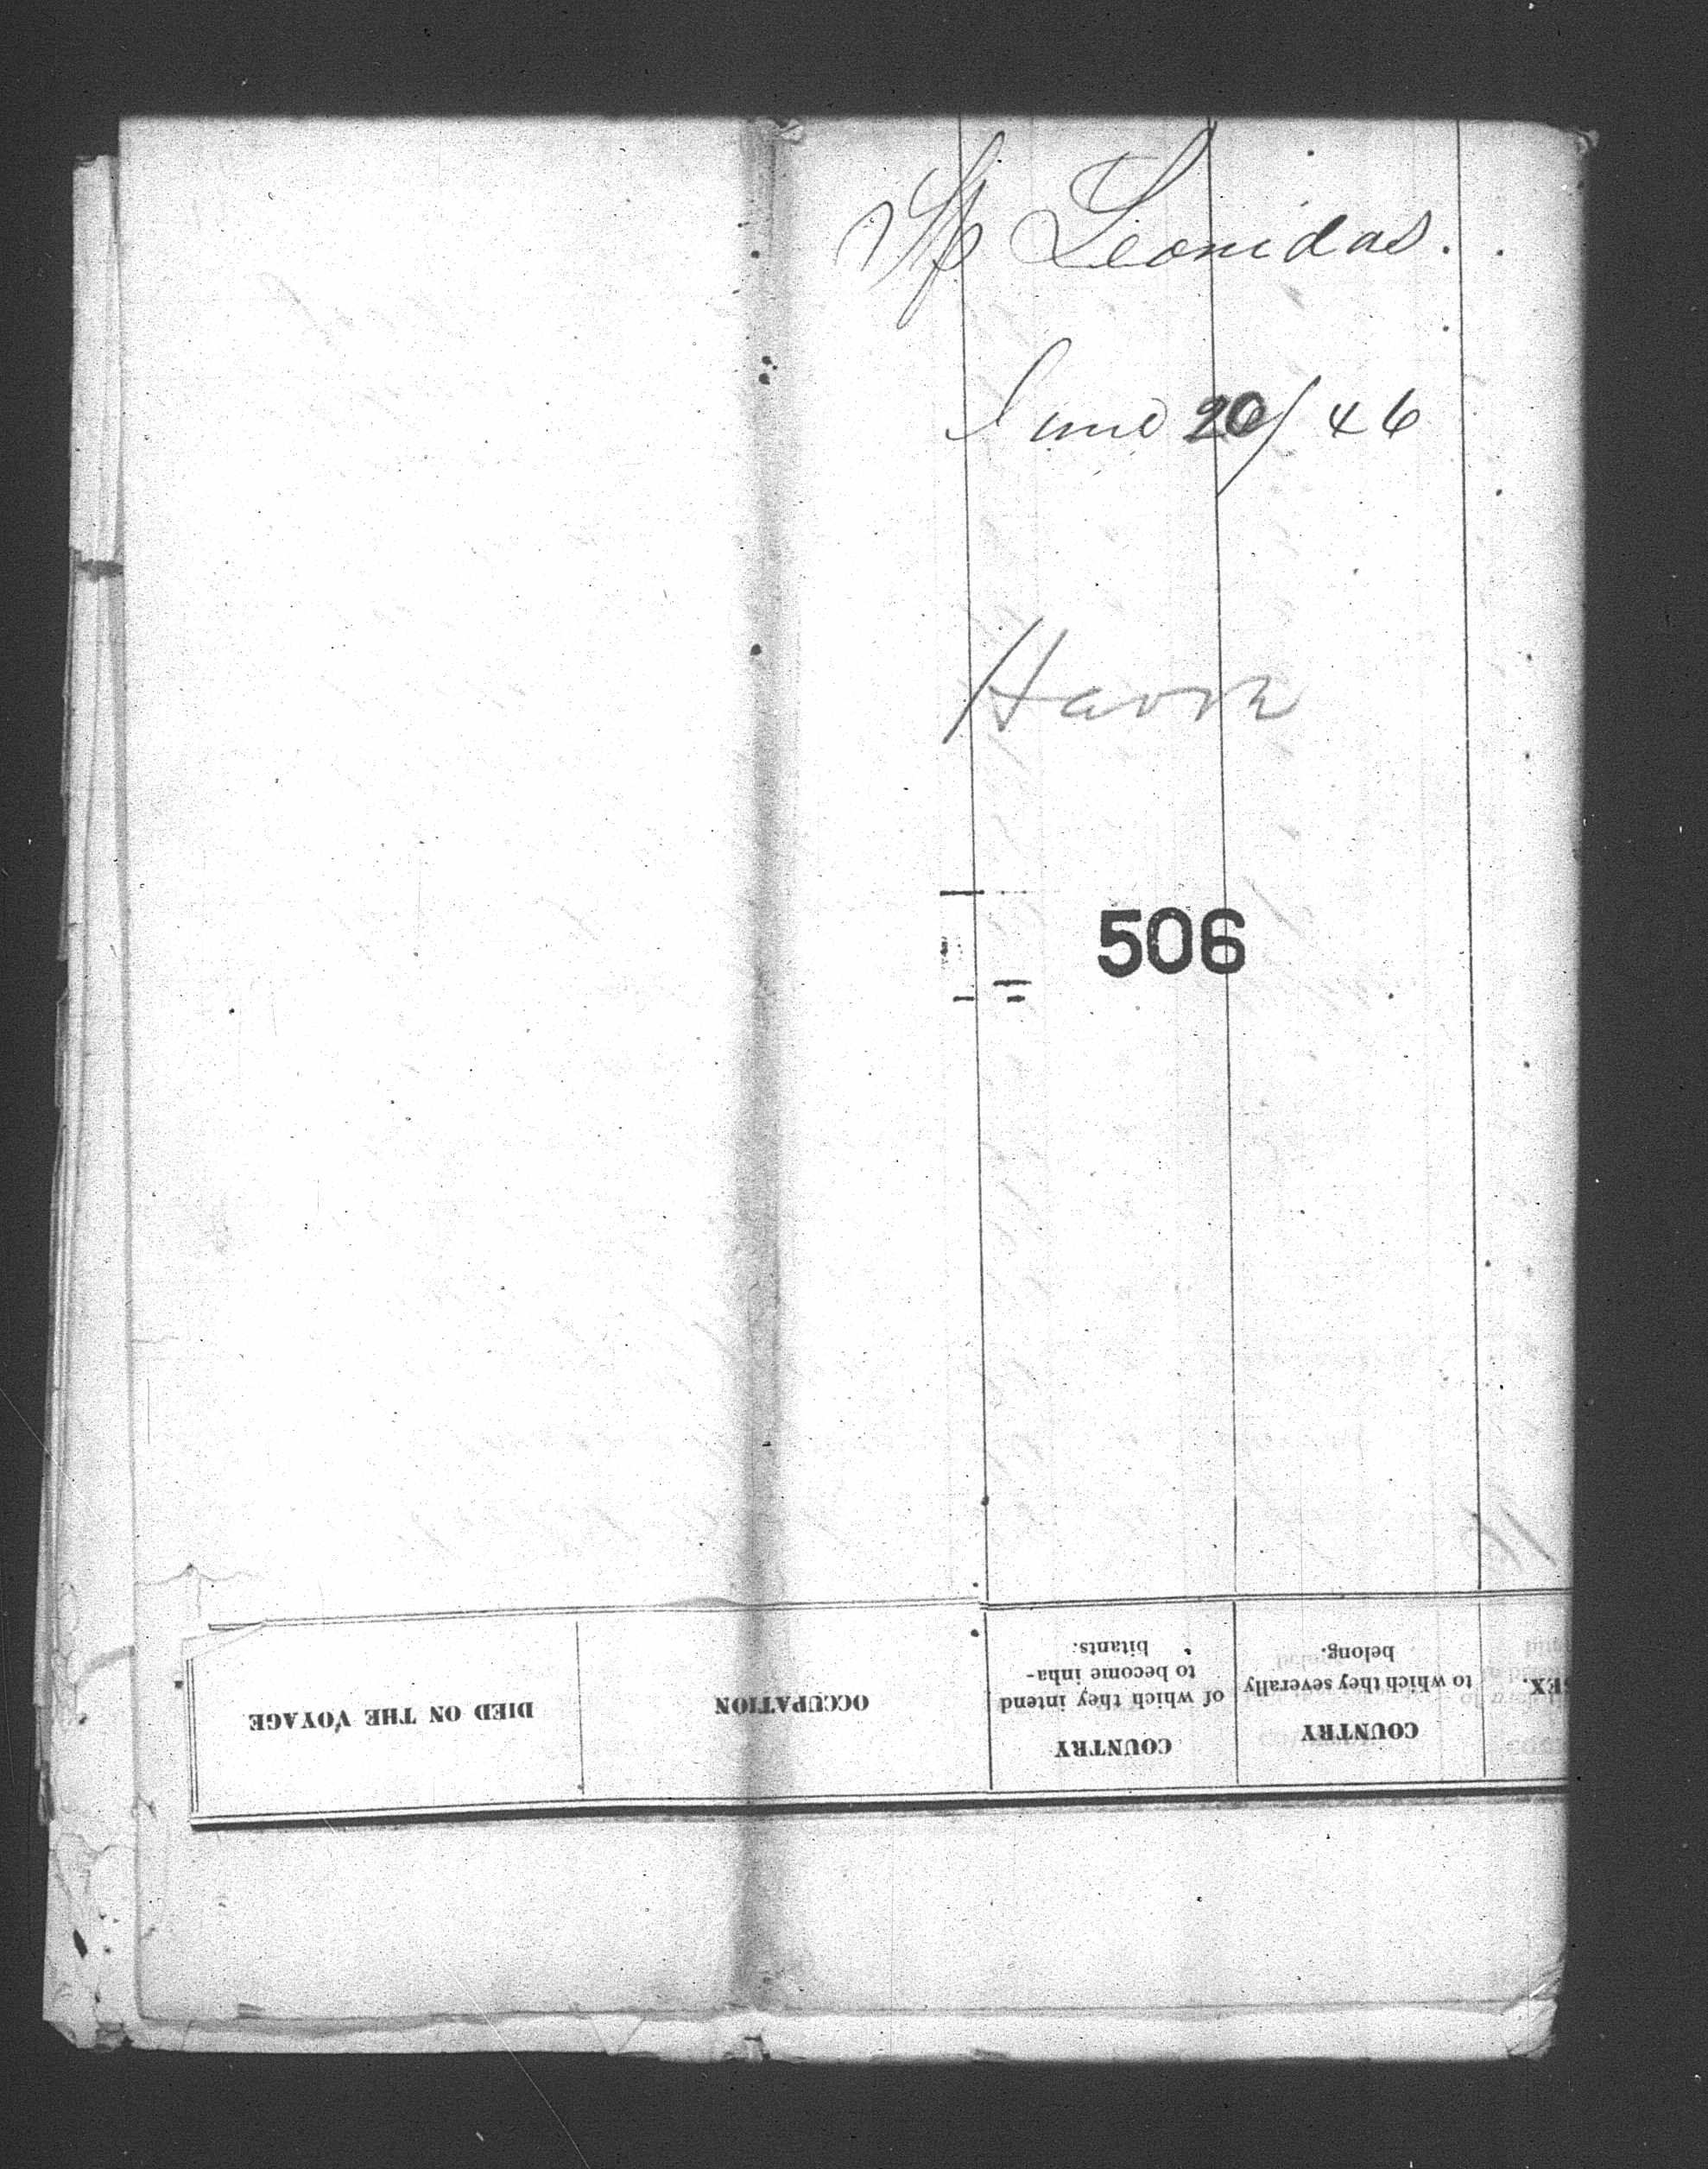 Sp Leonidas.
June 20/46
Havre
506
DIED ON THE VOYAGE
OCCUPATION
COUNTRY
of which they intend
to become inha-
bitants.
COUNTRY
to which they severally
belong.
SEX.